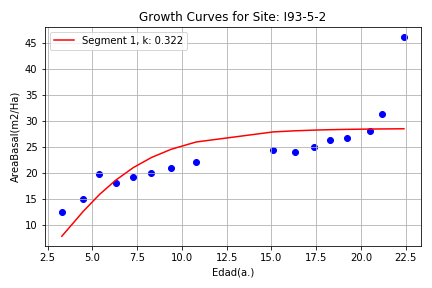 Growth Curves for Site: I93-5-2
Segment 1, k: 0.322
AreaBasal(m2/Ha)
45
40
35
30
25
20
15
10
2.5 5.0 7.5 10.0 12.5 15.0 17.5 20.0 22.5
Edad(a.)